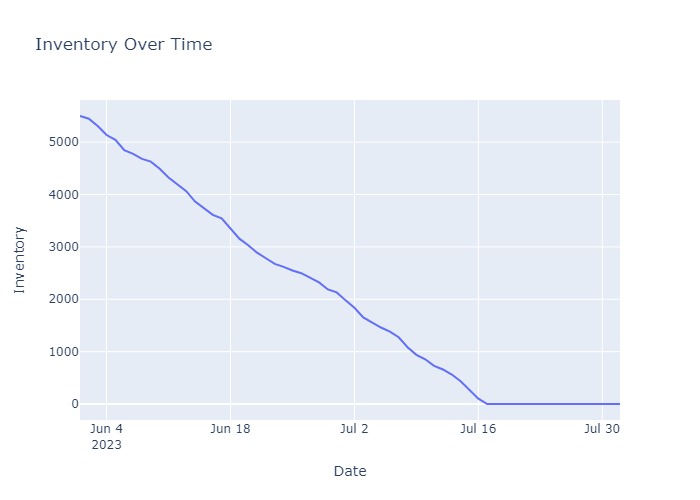 Inventory Over Time
Inventory
5000
4000
3000
2000
1000
0
Jun 4
2023
Jun 18
Jul 2
Jul 16
Jul 30
Date